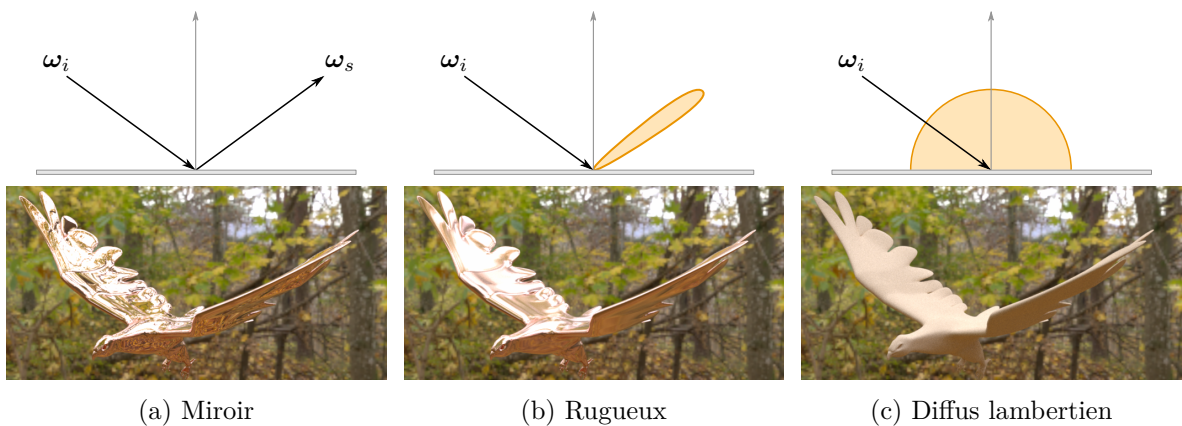 ωᵢ
ωₛ
ωᵢ
ωᵢ
(a) Miroir
(b) Rugueux
(c) Diffus lambertien